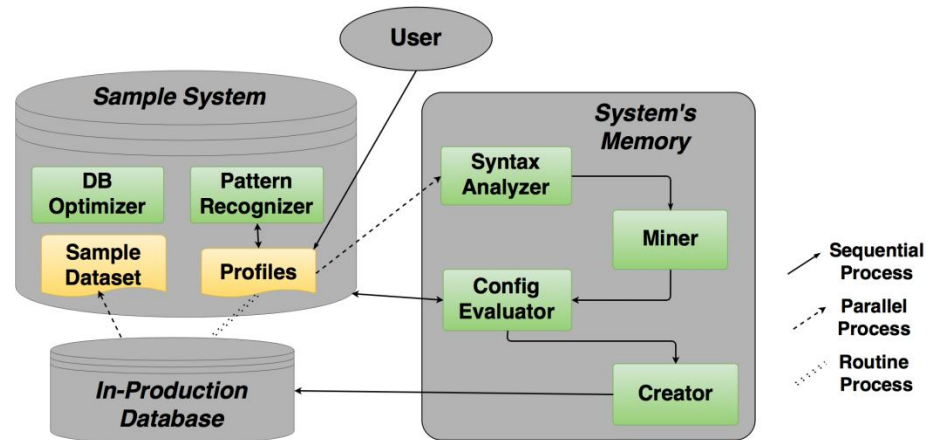 User
Sample System
DB
Optimizer
Pattern
Recognizer
Sample
Dataset
Profiles
In-Production
Database
System's
Memory
Syntax
Analyzer
Miner
Config
Evaluator
Creator
Sequential
Process
Parallel
Process
Routine
Process